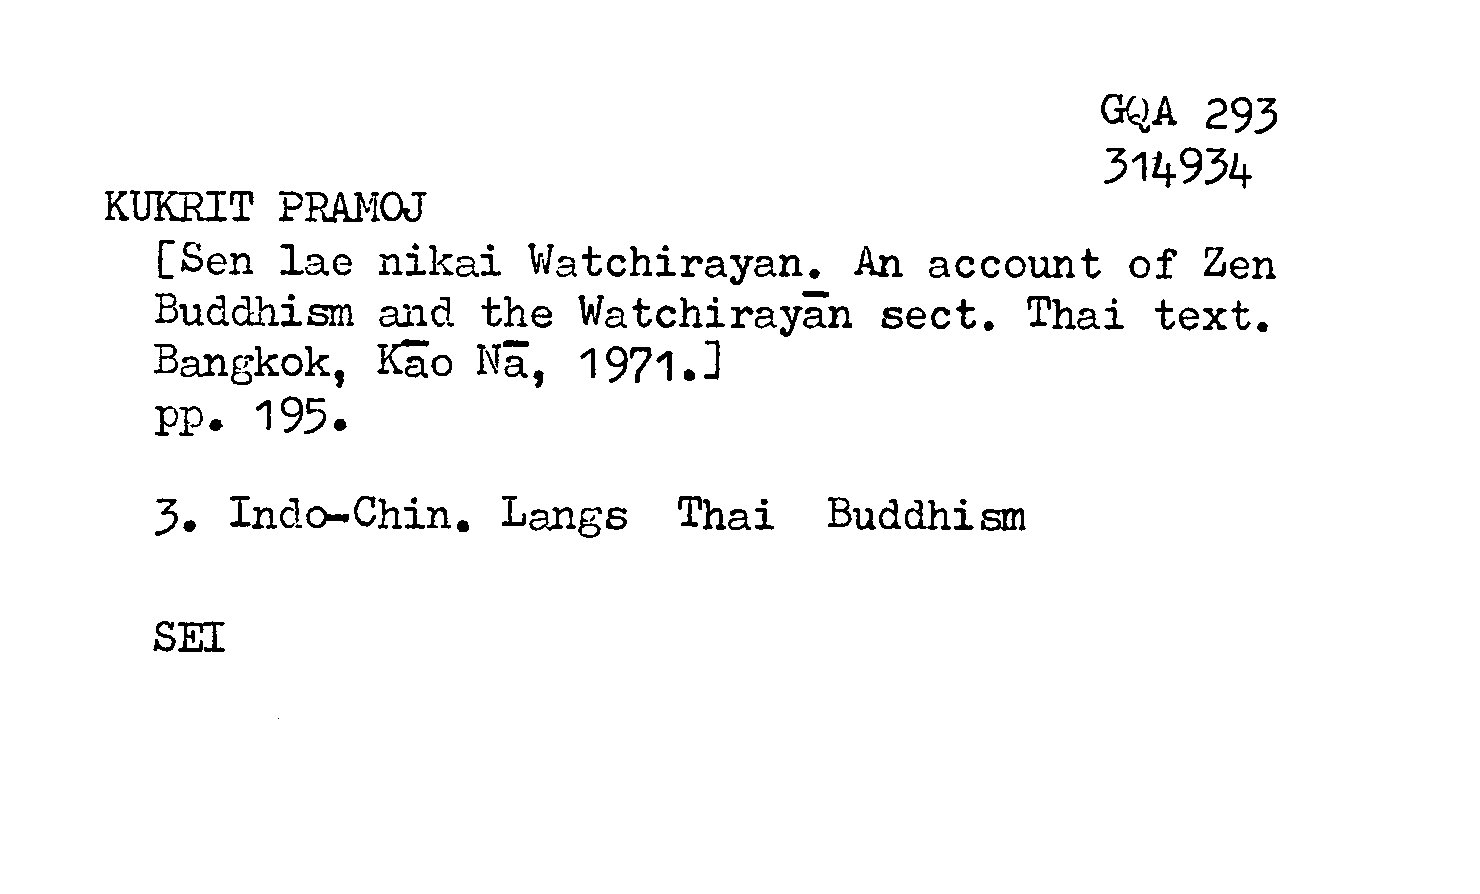 GQA 293
314934
KUKRIT PRAMOJ
[Sen lae nikai Watchirayan. An account of Zen
Buddhism and the Watchirayān sect. Thai text.
Bangkok, Kāo Nā, 1971.]
pp. 195.
3. Indo-Chin. Langs Thai Buddhism
SEI